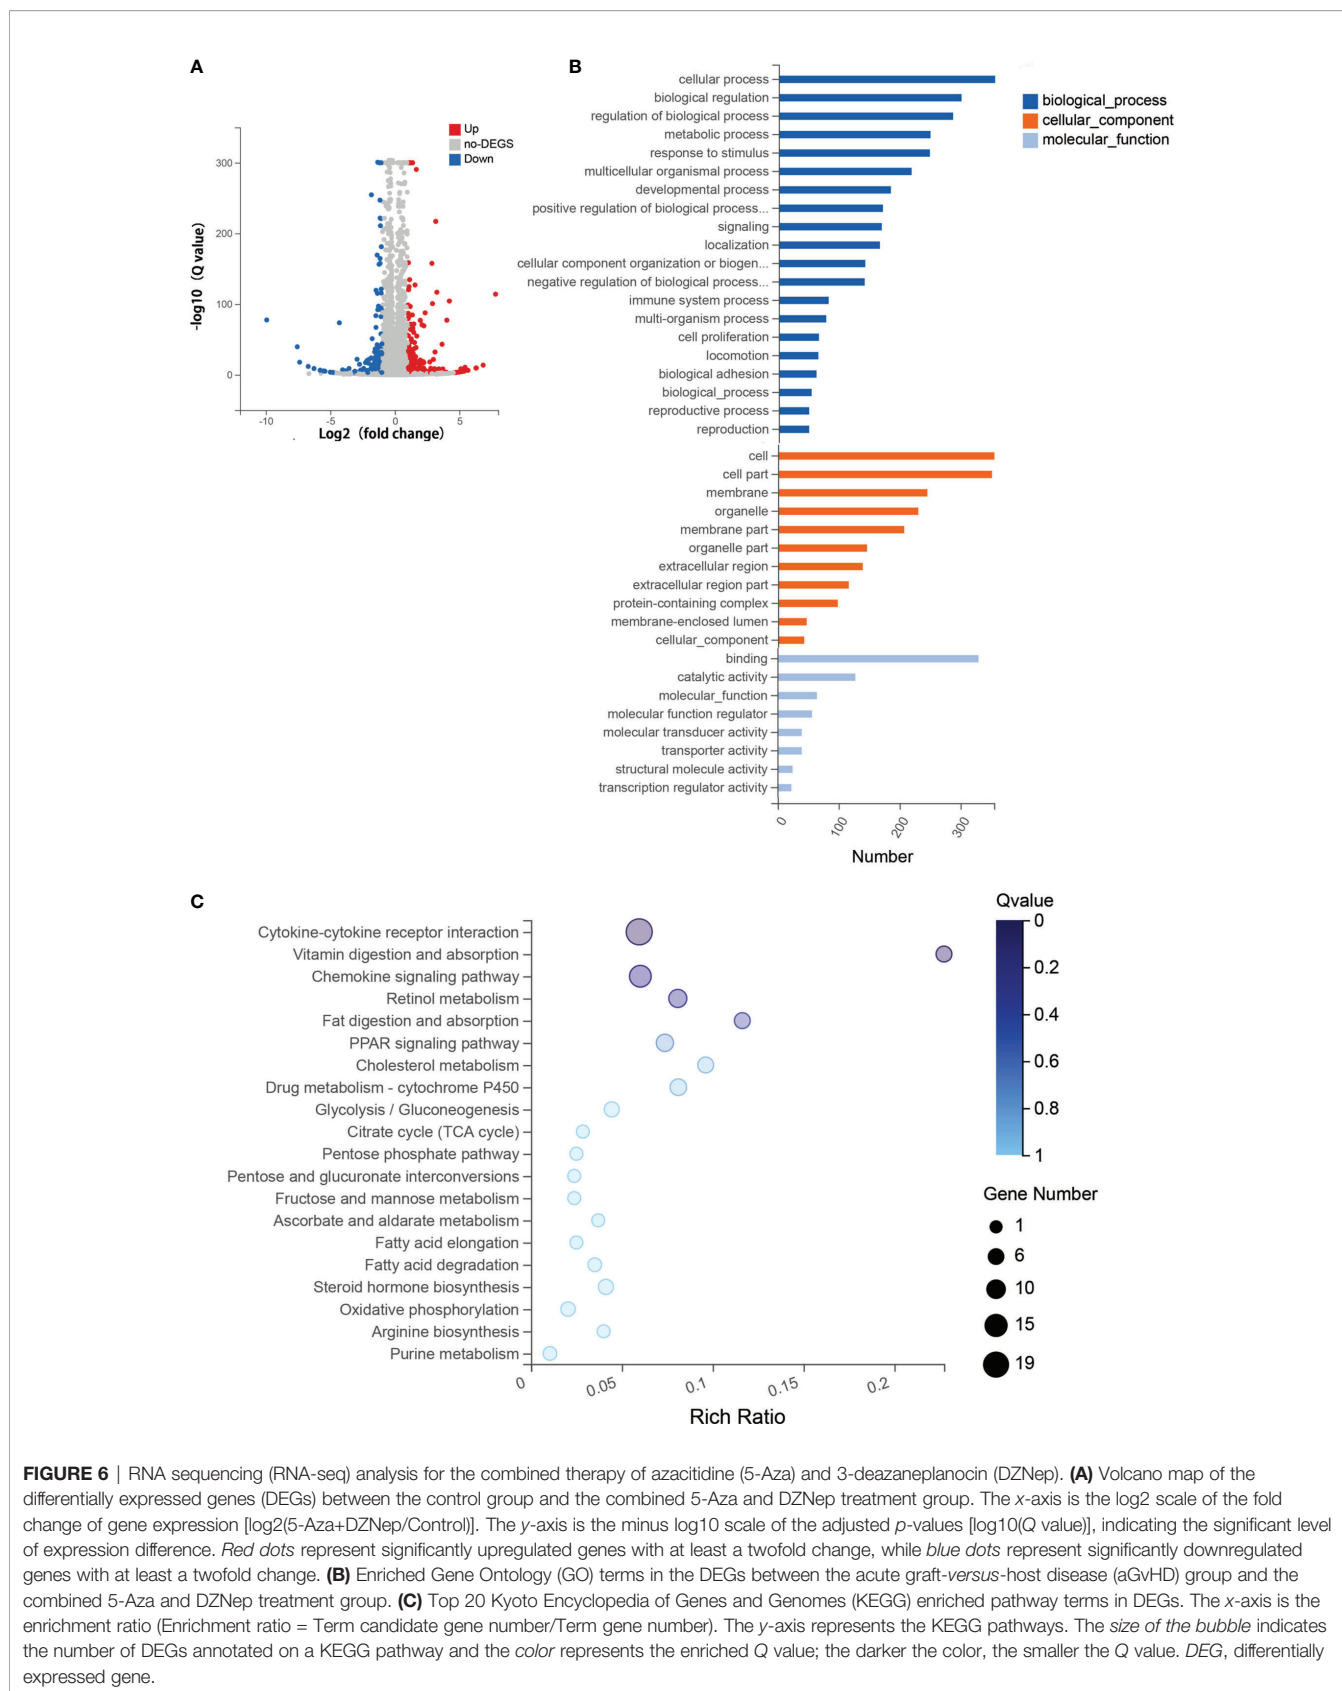 A
Up
no-DEGS
Down
-log10（Q value）
300
200
100
0
-10
-5
0
5
Log2（fold change）
B
biological_process
cellular_component
molecular_function
cellular process
biological regulation
regulation of biological process
metabolic process
response to stimulus
multicellular organismal process
developmental process
positive regulation of biological process...
signaling
localization
cellular component organization or biogen...
negative regulation of biological process...
immune system process
multi-organism process
cell proliferation
locomotion
biological adhesion
biological_process
reproductive process
reproduction
cell
cell part
membrane
organelle
membrane part
organelle part
extracellular region
extracellular region part
protein-containing complex
membrane-enclosed lumen
cellular_component
binding
catalytic activity
molecular_function
molecular function regulator
molecular transducer activity
transporter activity
structural molecule activity
transcription regulator activity
0
100
200
300
Number
C
Cytokine-cytokine receptor interaction
Vitamin digestion and absorption
Chemokine signaling pathway
Retinol metabolism
Fat digestion and absorption
PPAR signaling pathway
Cholesterol metabolism
Drug metabolism - cytochrome P450
Glycolysis / Gluconeogenesis
Citrate cycle (TCA cycle)
Pentose phosphate pathway
Pentose and glucuronate interconversions
Fructose and mannose metabolism
Ascorbate and aldarate metabolism
Fatty acid elongation
Fatty acid degradation
Steroid hormone biosynthesis
Oxidative phosphorylation
Arginine biosynthesis
Purine metabolism
0
0.05
0.1
0.15
0.2
Rich Ratio
Qvalue
0
0.2
0.4
0.6
0.8
1
Gene Number
1
6
10
15
19
FIGURE 6 | RNA sequencing (RNA-seq) analysis for the combined therapy of azacitidine (5-Aza) and 3-deazaneplanocin (DZNep). (A) Volcano map of the
differentially expressed genes (DEGs) between the control group and the combined 5-Aza and DZNep treatment group. The x-axis is the log2 scale of the fold
change of gene expression [log2(5-Aza+DZNep/Control)]. The y-axis is the minus log10 scale of the adjusted p-values [log10(Q value)], indicating the significant level
of expression difference. Red dots represent significantly upregulated genes with at least a twofold change, while blue dots represent significantly downregulated
genes with at least a twofold change. (B) Enriched Gene Ontology (GO) terms in the DEGs between the acute graft-versus-host disease (aGvHD) group and the
combined 5-Aza and DZNep treatment group. (C) Top 20 Kyoto Encyclopedia of Genes and Genomes (KEGG) enriched pathway terms in DEGs. The x-axis is the
enrichment ratio (Enrichment ratio = Term candidate gene number/Term gene number). The y-axis represents the KEGG pathways. The size of the bubble indicates
the number of DEGs annotated on a KEGG pathway and the color represents the enriched Q value; the darker the color, the smaller the Q value. DEG, differentially
expressed gene.